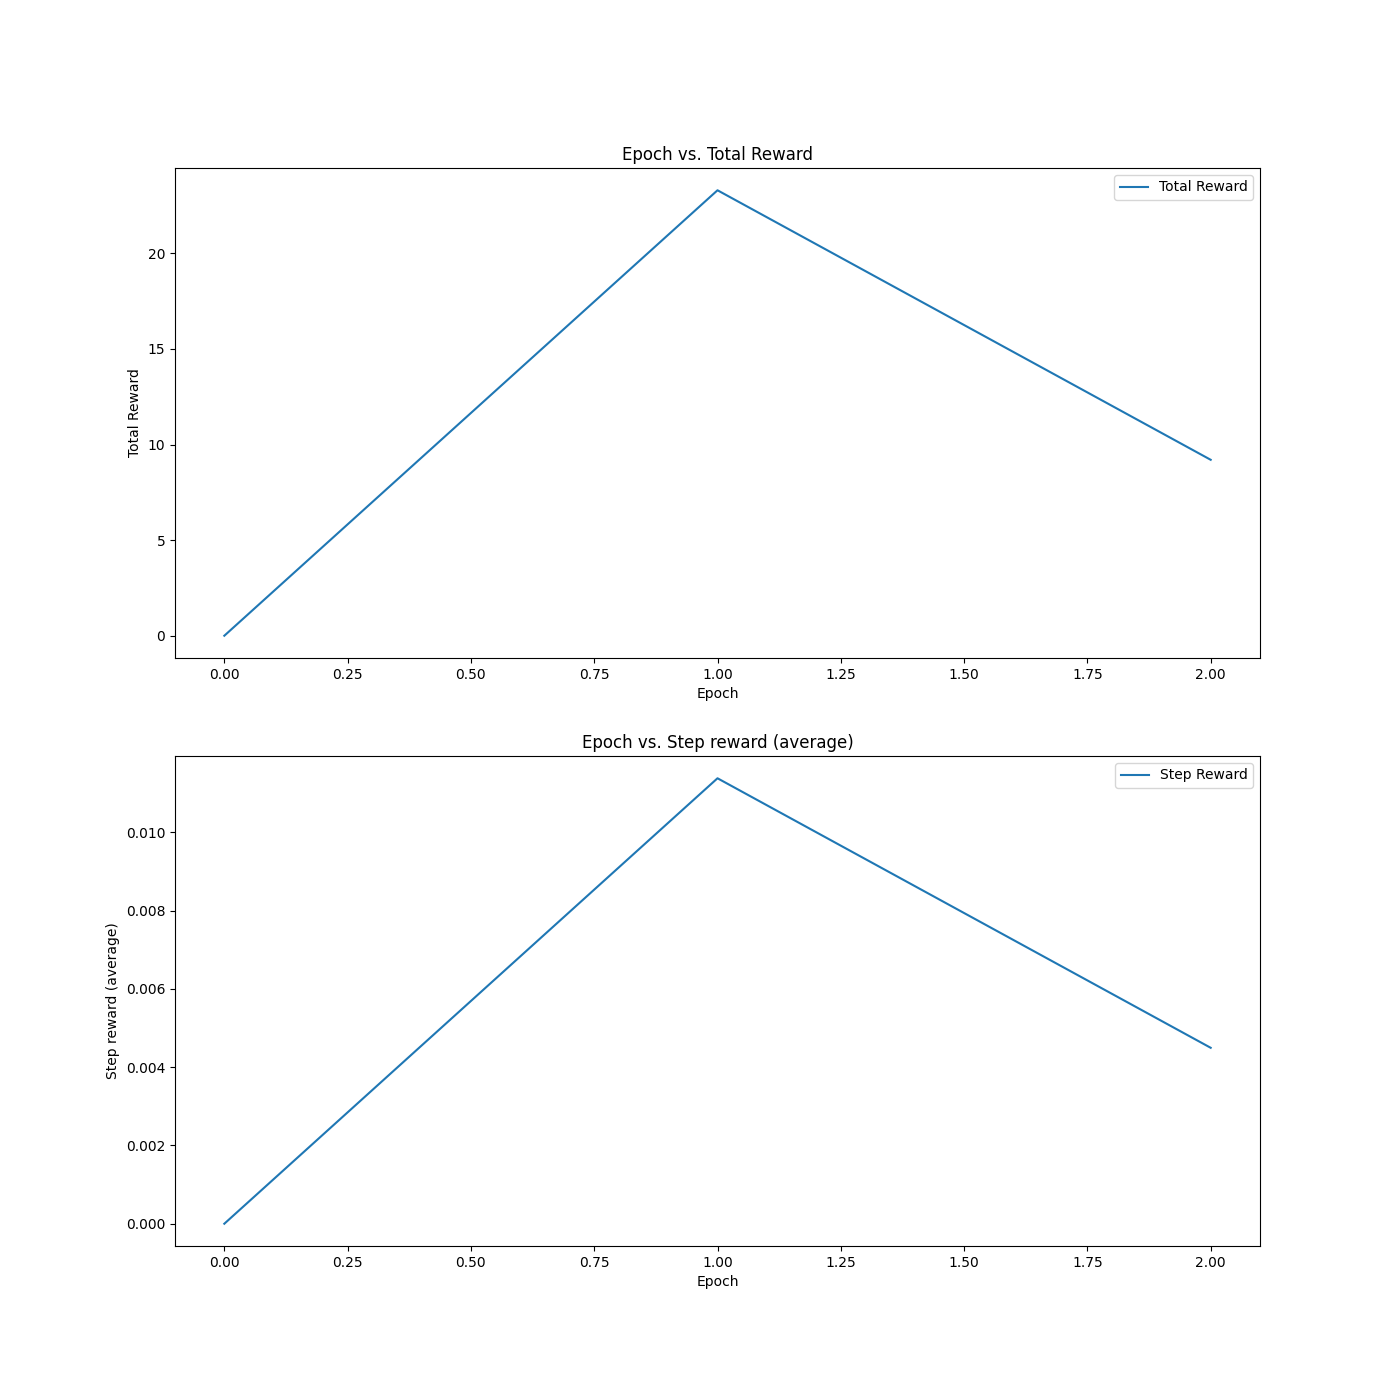 Epoch vs. Total Reward
Total Reward
20
15
10
5
0
Total Reward
0.00 0.25 0.50 0.75 1.00 1.25 1.50 1.75 2.00
Epoch
Epoch vs. Step reward (average)
Step Reward
0.010
0.008
0.006
0.004
0.002
0.000
Step reward (average)
0.00 0.25 0.50 0.75 1.00 1.25 1.50 1.75 2.00
Epoch